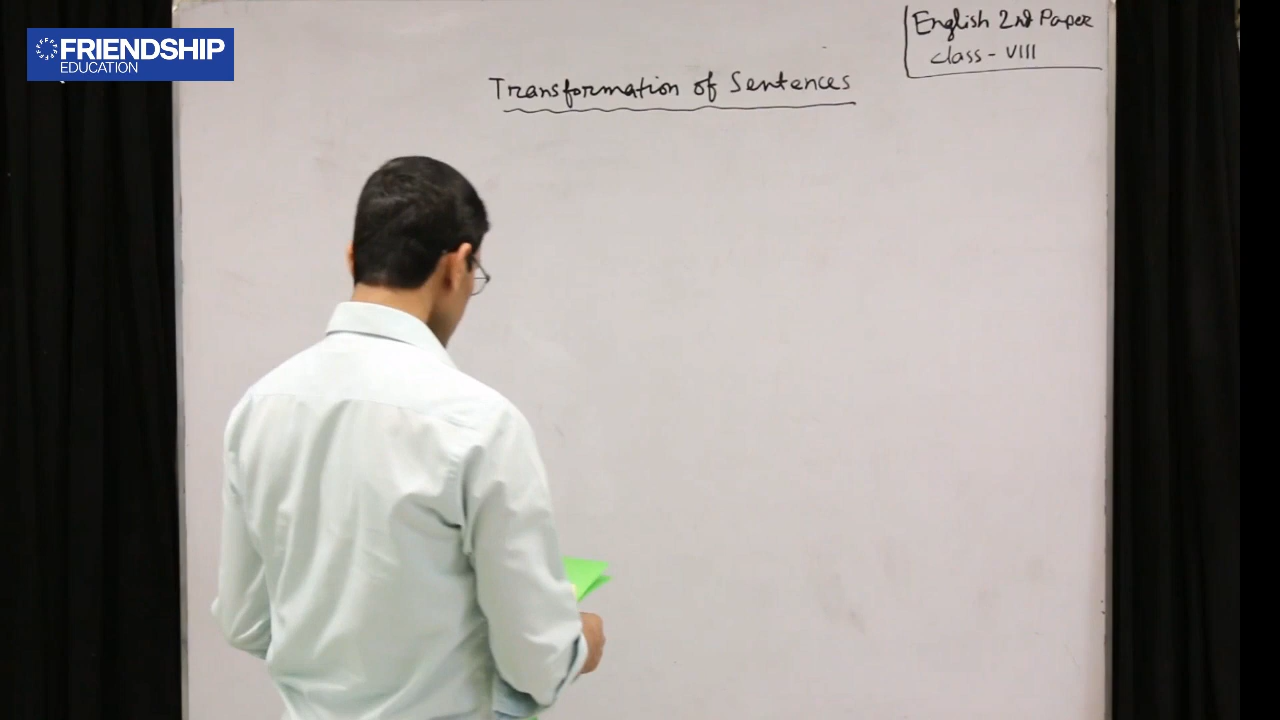 FRIENDSHIP
EDUCATION
English 2nd Paper
class - VIII
Transformation of Sentences